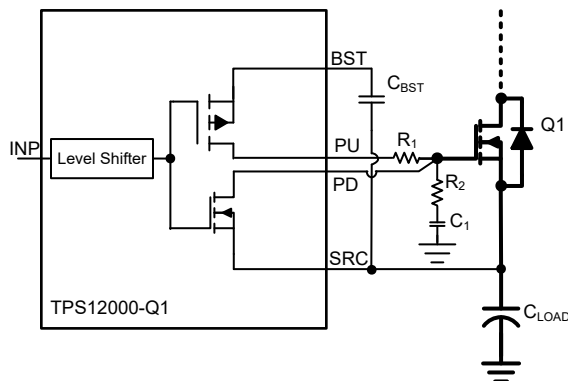 BST
C_BST
Q1
INP
Level Shifter
PU
R₁
PD
R₂
C₁
SRC
TPS12000-Q1
C_LOAD